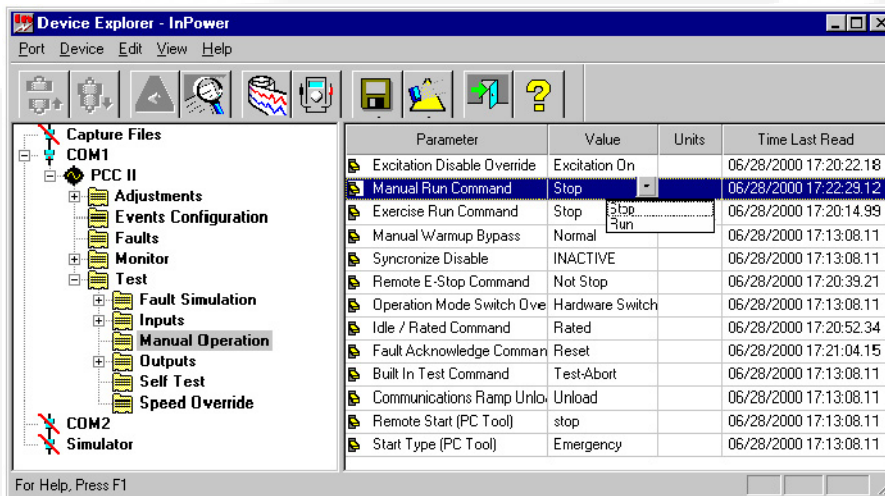 Device Explorer - InPower
Port Device Edit View Help
Capture Files
COM1
PCC II
Adjustments
Events Configuration
Faults
Monitor
Test
Fault Simulation
Inputs
Manual Operation
Outputs
Self Test
Speed Override
COM2
Simulator
Parameter Value Units Time Last Read
Excitation Disable Override Excitation On 06/28/2000 17:20:22.18
Manual Run Command Stop 06/28/2000 17:22:29.12
Exercise Run Command Stop 06/28/2000 17:20:14.99
Stop
Run
Manual Warmup Bypass Normal 06/28/2000 17:13:08.11
Syncronize Disable INACTIVE 06/28/2000 17:13:08.11
Remote E-Stop Command Not Stop 06/28/2000 17:20:39.21
Operation Mode Switch Ove Hardware Switch 06/28/2000 17:13:08.11
Idle / Rated Command Rated 06/28/2000 17:20:52.34
Fault Acknowledge Comman Reset 06/28/2000 17:21:04.15
Built In Test Command Test-Abort 06/28/2000 17:13:08.11
Communications Ramp Unlo Unload 06/28/2000 17:13:08.11
Remote Start (PC Tool) stop 06/28/2000 17:13:08.11
Start Type (PC Tool) Emergency 06/28/2000 17:13:08.11
For Help, Press F1